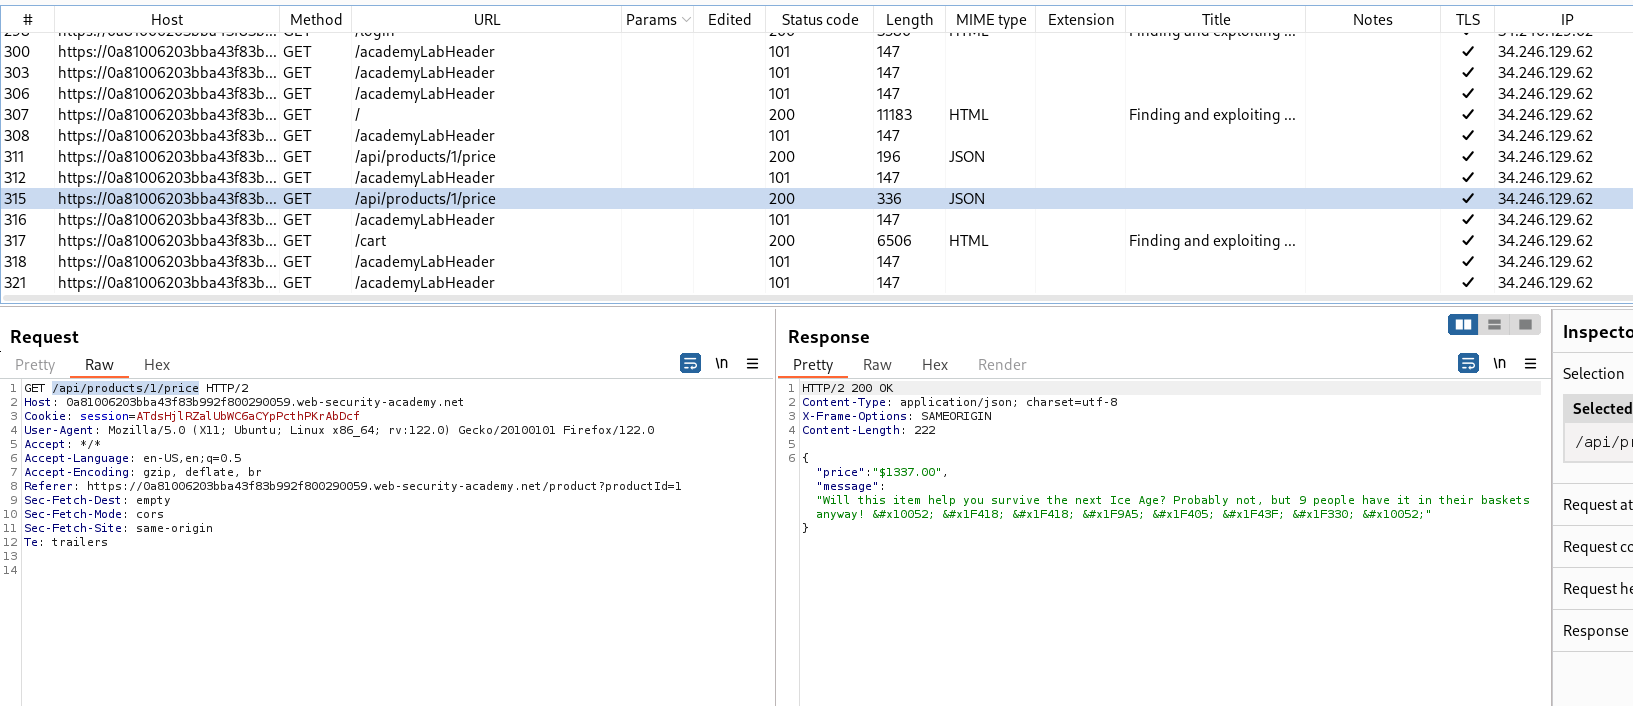 # Host Method URL Params Edited Status code Length MIME type Extension Title Notes TLS IP
300 https://0a81006203bba43f83b... GET /academyLabHeader 101 147 ✓ 34.246.129.62
303 https://0a81006203bba43f83b... GET /academyLabHeader 101 147 ✓ 34.246.129.62
306 https://0a81006203bba43f83b... GET /academyLabHeader 101 147 ✓ 34.246.129.62
307 https://0a81006203bba43f83b... GET / 200 11183 HTML Finding and exploiting ... ✓ 34.246.129.62
308 https://0a81006203bba43f83b... GET /academyLabHeader 101 147 ✓ 34.246.129.62
311 https://0a81006203bba43f83b... GET /api/products/1/price 200 196 JSON ✓ 34.246.129.62
312 https://0a81006203bba43f83b... GET /academyLabHeader 101 147 ✓ 34.246.129.62
315 https://0a81006203bba43f83b... GET /api/products/1/price 200 336 JSON ✓ 34.246.129.62
316 https://0a81006203bba43f83b... GET /academyLabHeader 101 147 ✓ 34.246.129.62
317 https://0a81006203bba43f83b... GET /cart 200 6506 HTML Finding and exploiting ... ✓ 34.246.129.62
318 https://0a81006203bba43f83b... GET /academyLabHeader 101 147 ✓ 34.246.129.62
321 https://0a81006203bba43f83b... GET /academyLabHeader 101 147 ✓ 34.246.129.62
Request
Pretty Raw Hex \n
1 GET /api/products/1/price HTTP/2
2 Host: 0a81006203bba43f83b992f800290059.web-security-academy.net
3 Cookie: session=ATdsHjlRZalUbWC6aCYpPcthPKrAbDcf
4 User-Agent: Mozilla/5.0 (X11; Ubuntu; Linux x86_64; rv:122.0) Gecko/20100101 Firefox/122.0
5 Accept: */*
6 Accept-Language: en-US,en;q=0.5
7 Accept-Encoding: gzip, deflate, br
8 Referer: https://0a81006203bba43f83b992f800290059.web-security-academy.net/product?productId=1
9 Sec-Fetch-Dest: empty
10 Sec-Fetch-Mode: cors
11 Sec-Fetch-Site: same-origin
12 Te: trailers
13
14
Response
Pretty Raw Hex Render \n
1 HTTP/2 200 OK
2 Content-Type: application/json; charset=utf-8
3 X-Frame-Options: SAMEORIGIN
4 Content-Length: 222
5
6 {
"price":"$1337.00",
"message":
"Will this item help you survive the next Ice Age? Probably not, but 9 people have it in their baskets
anyway! &#x10052; &#x1F418; &#x1F418; &#x1F9A5; &#x1F405; &#x1F43F; &#x1F330; &#x10052;"
}
Inspecto
Selection
Selected
/api/pr
Request at
Request co
Request he
Response